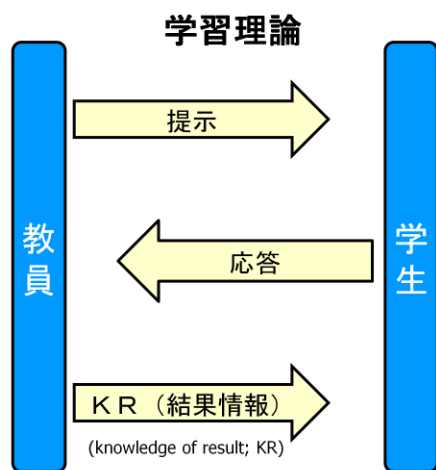 学習理論
提示
教員
応答
学生
KR(結果情報)
(knowledge of result; KR)